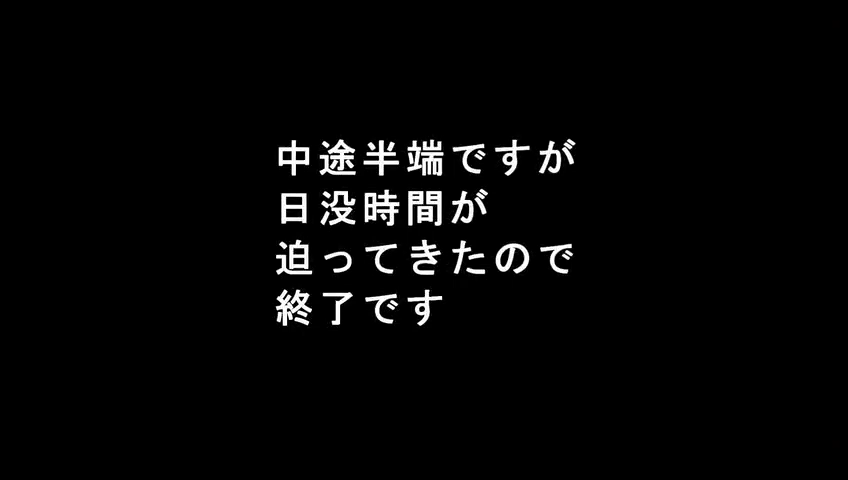 中途半端ですが
日没時間が
迫ってきたので
終了です